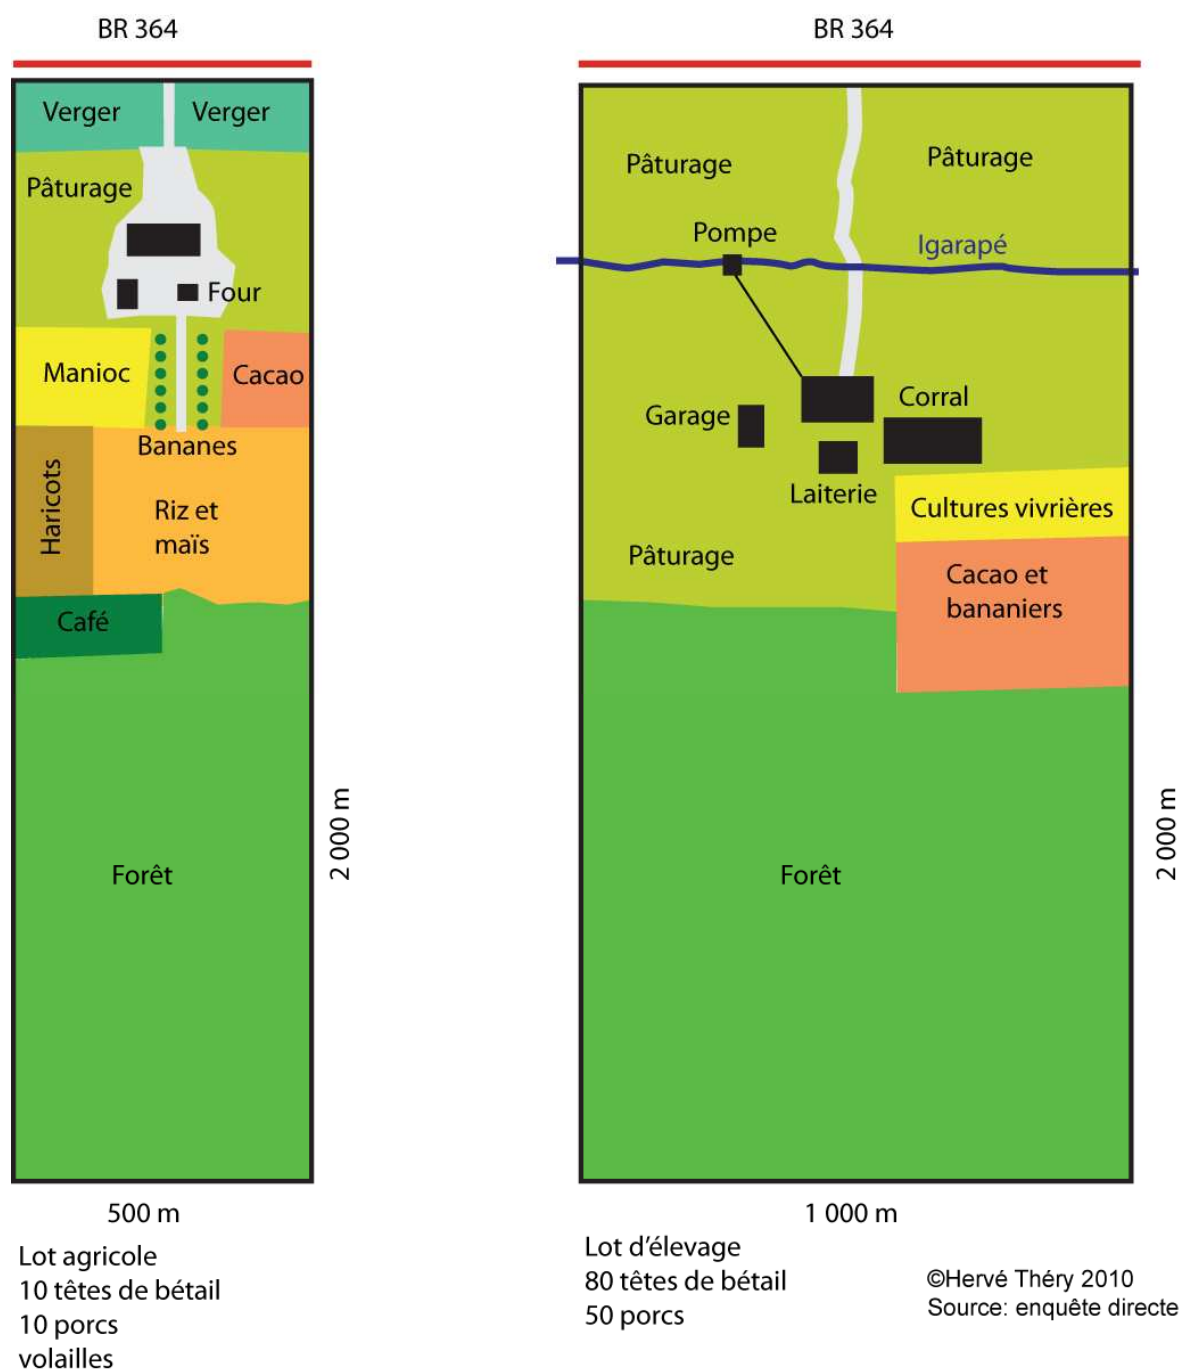 BR 364
Verger
Verger
Pâturage
Four
Manioc
Cacao
Bananes
Haricots
Riz et
maïs
Café
Forêt
2 000 m
500 m
Lot agricole
10 têtes de bétail
10 porcs
volailles
BR 364
Pâturage
Pâturage
Pompe
Igarapé
Garage
Corral
Laiterie
Cultures vivrières
Pâturage
Cacao et
bananiers
Forêt
2 000 m
1 000 m
Lot d’élevage
80 têtes de bétail
50 porcs
©Hervé Théry 2010
Source: enquête directe